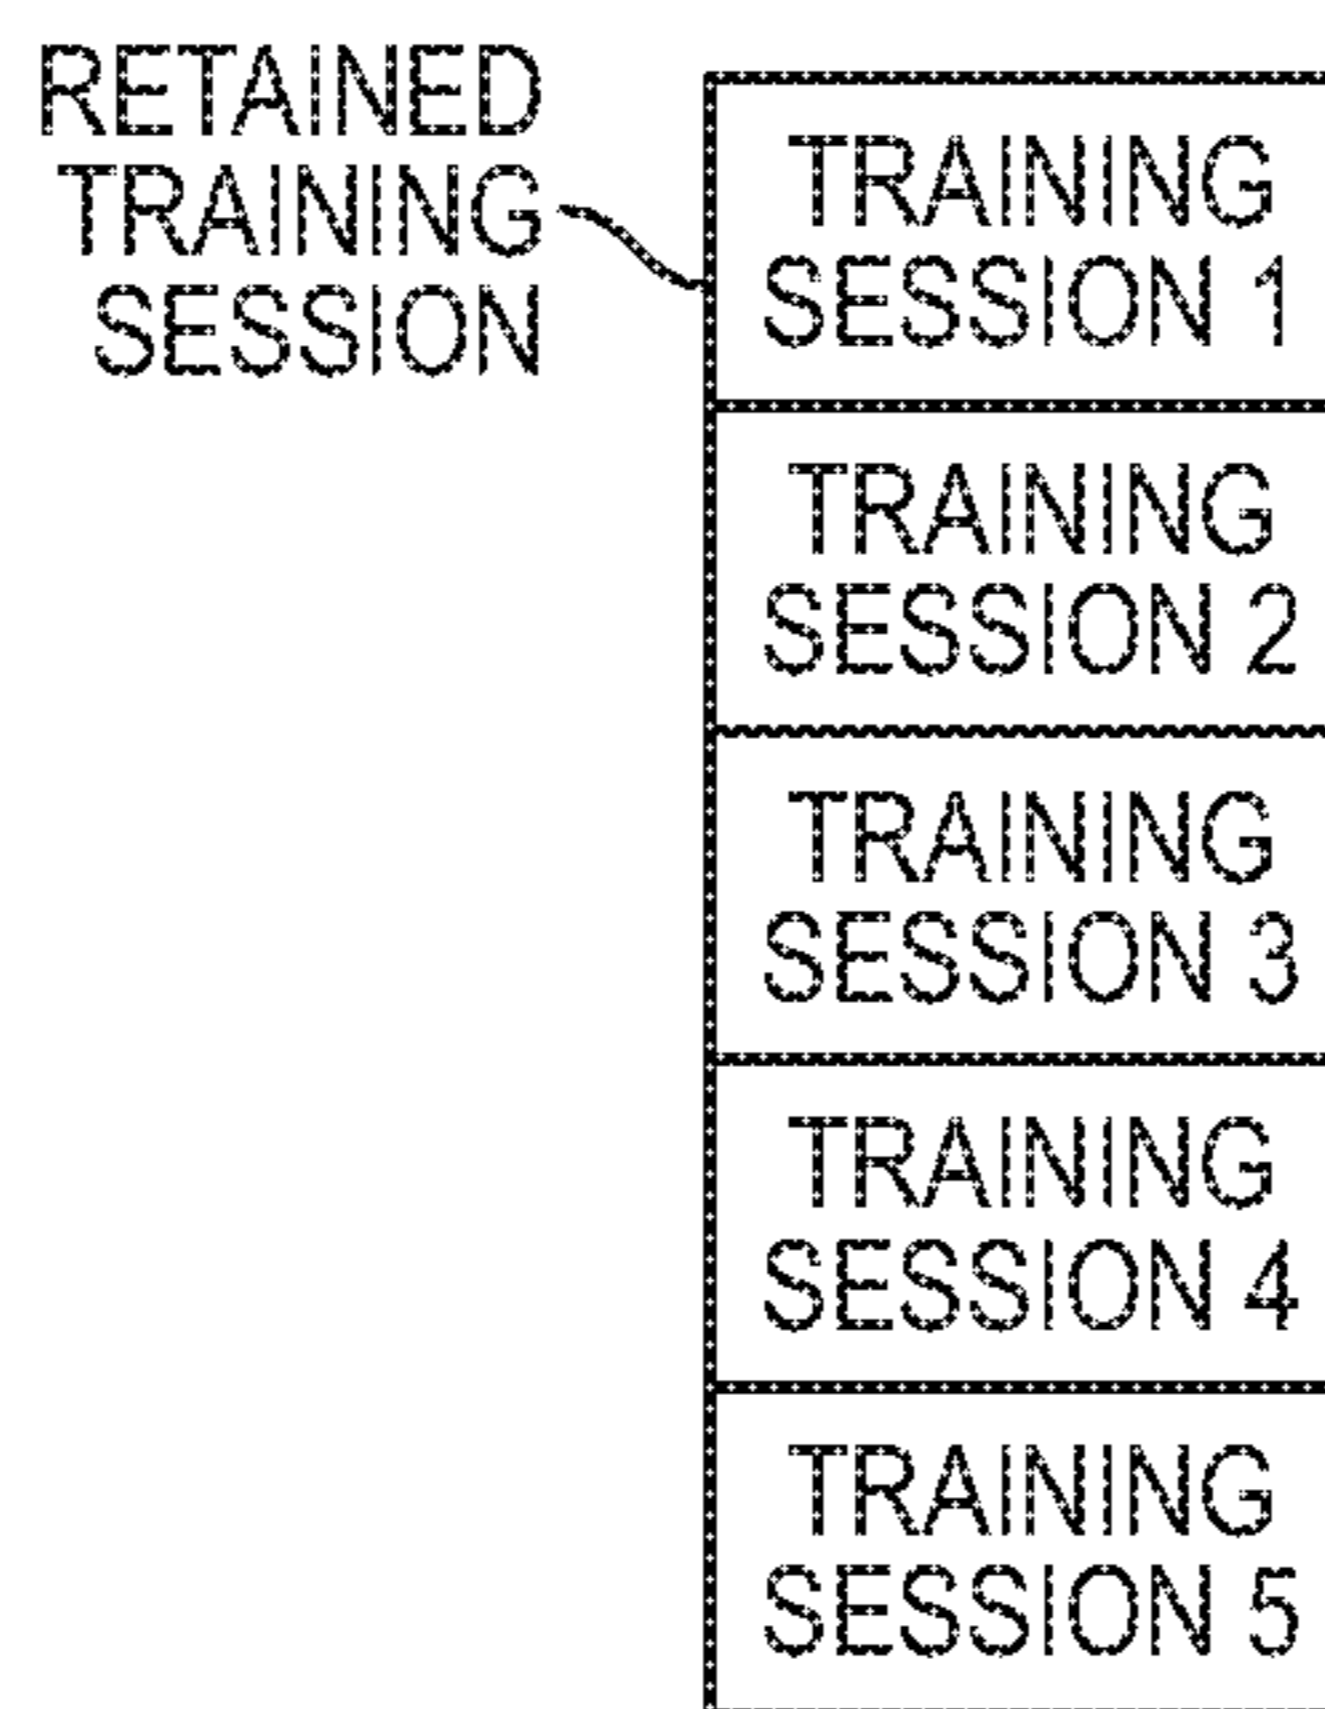 RETAINED
TRAINING
SESSION
TRAINING
SESSION 1
TRAINING
SESSION 2
TRAINING
SESSION 3
TRAINING
SESSION 4
TRAINING
SESSION 5